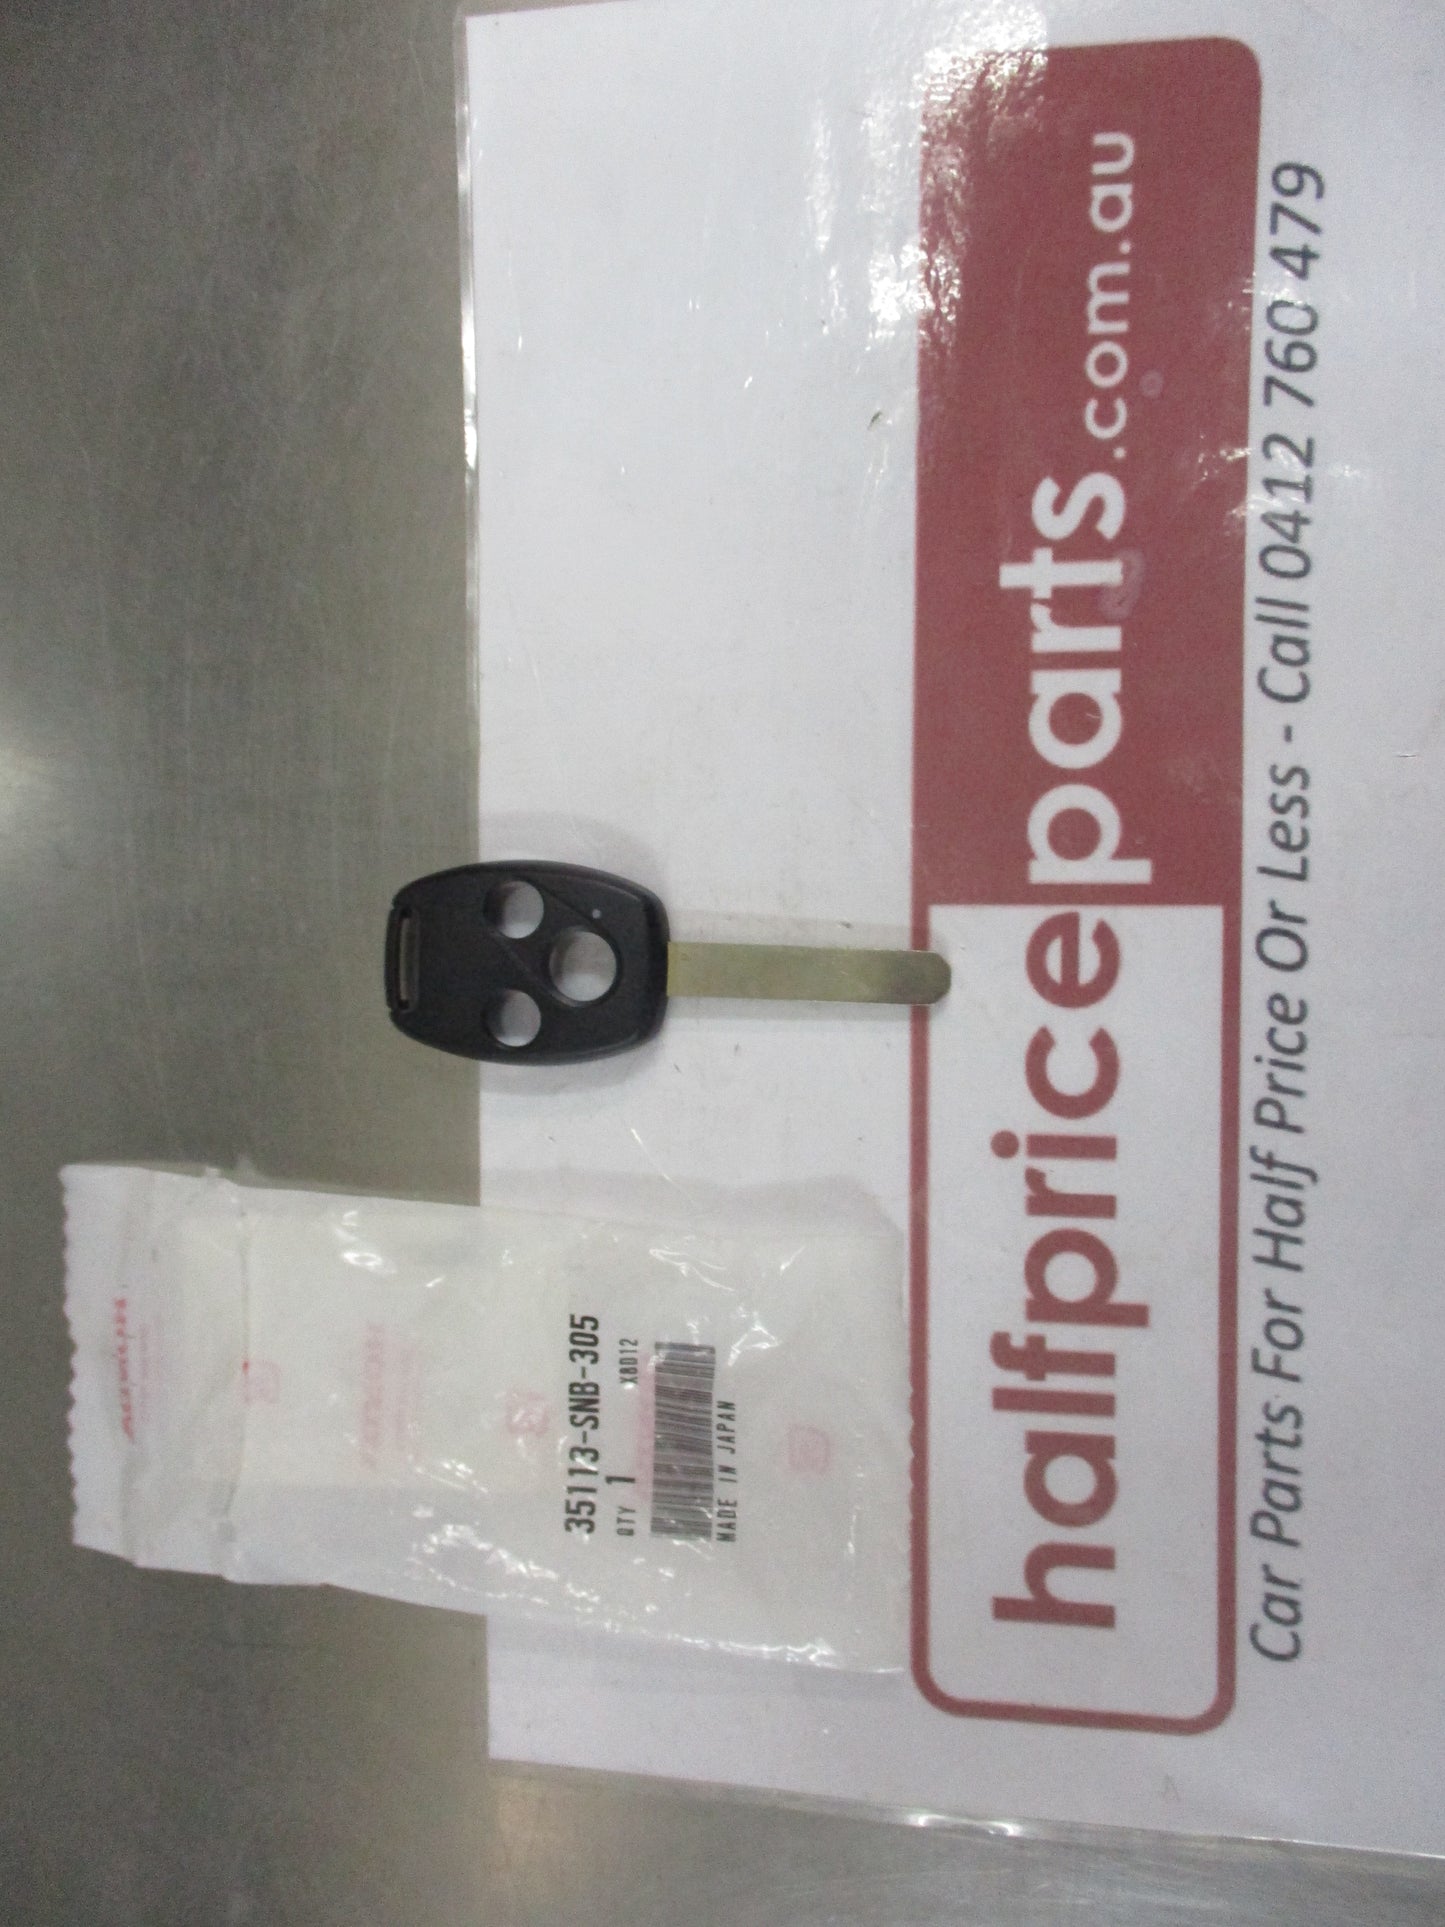 35113-SNB-305
QTY 1 X8D12
MADE IN JAPAN
halfpriceparts.com.au
Car Parts For Half Price Or Less - Call 0412 760 479